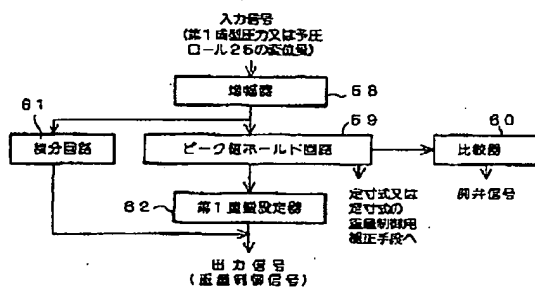 入力信号
(第1成型圧力又は予圧
ロール25の変位量)
増幅器
58
61
59
60
積分回路
ピーク値ホールド回路
比較器
62
第1重量設定器
定寸式又は
定寸式の
重量制御用
補正手段へ
排斥信号
出力信号
(重量制御信号)